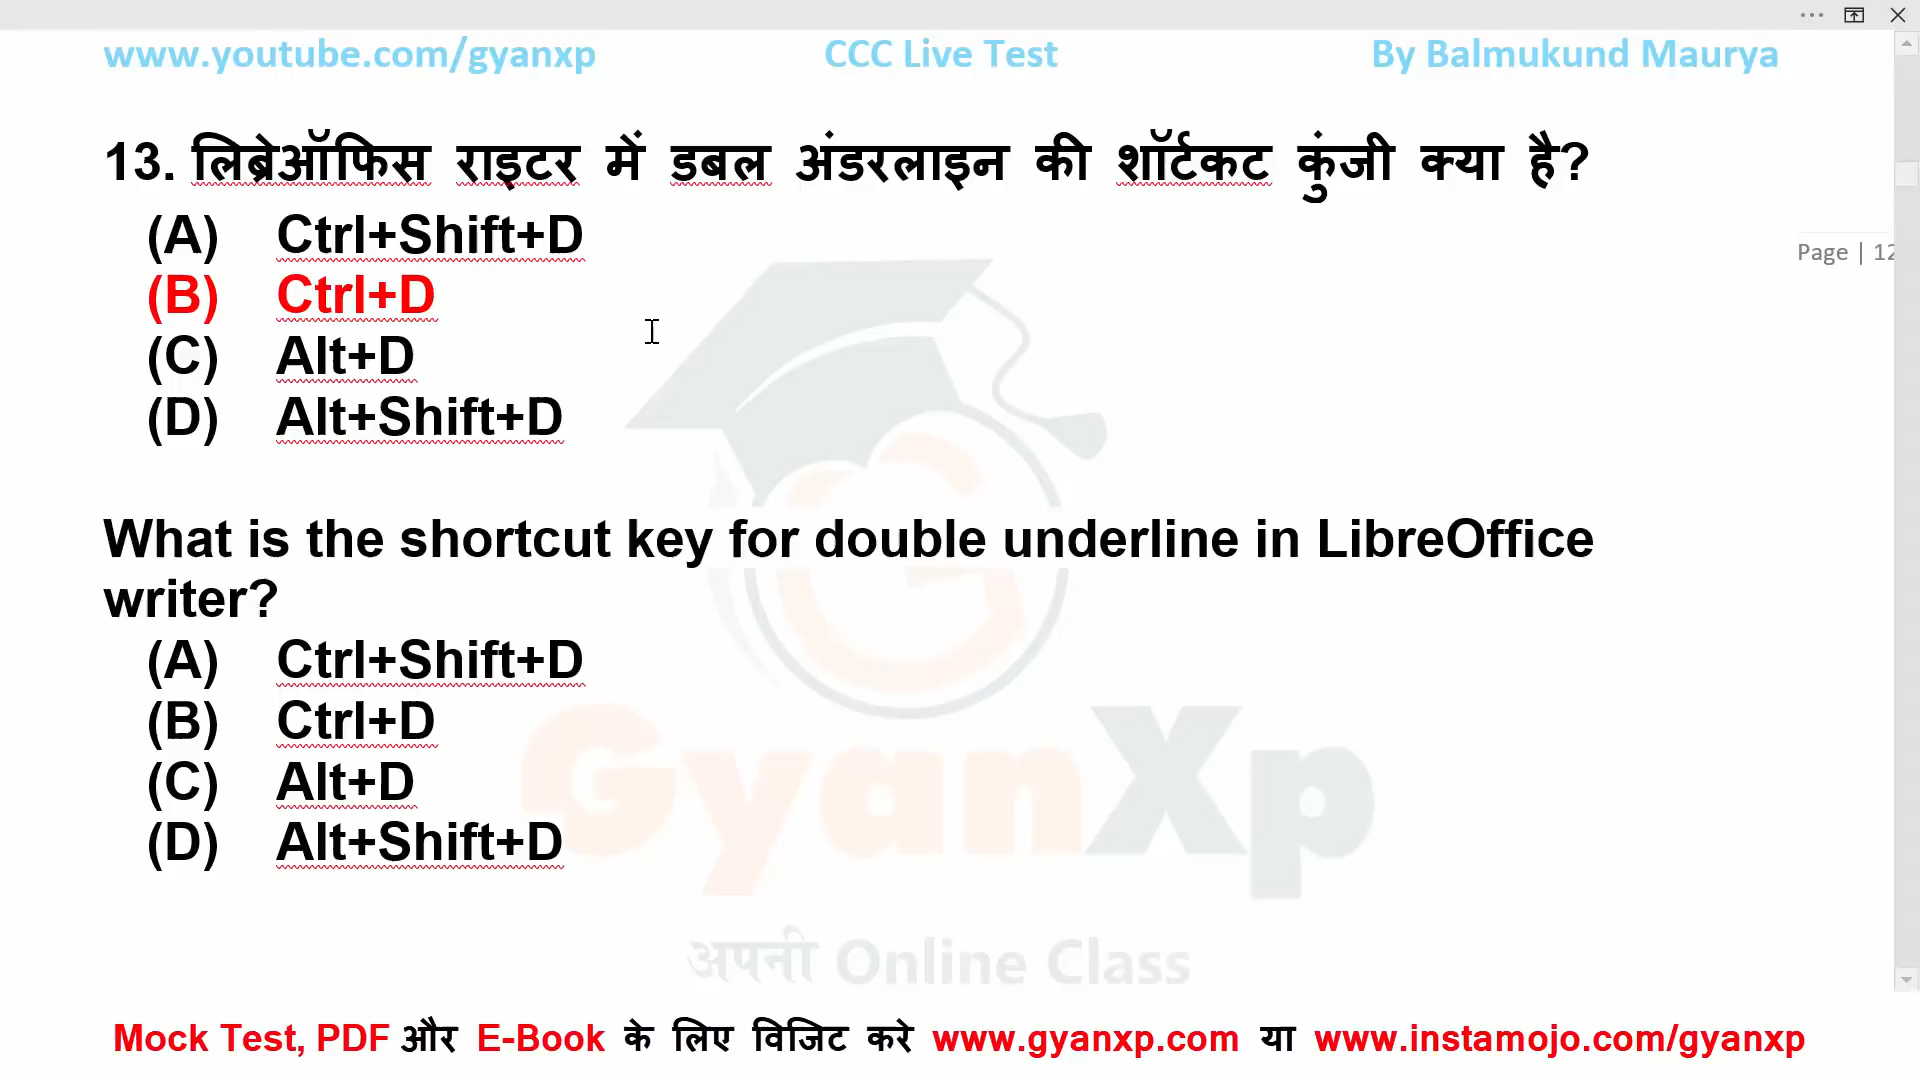 www.youtube.com/gyanxp CCC Live Test By Balmukund Maurya
13. लिब्रेऑफिस राइटर में डबल अंडरलाइन की शॉर्टकट कुंजी क्या है?
(A) Ctrl+Shift+D
Page | 12
(B) Ctrl+D
(C) Alt+D
(D) Alt+Shift+D
What is the shortcut key for double underline in LibreOffice
writer?
(A) Ctrl+Shift+D
(B) Ctrl+D
(C) Alt+D
(D) Alt+Shift+D
GyanXp
अपनी Online Class
Mock Test, PDF और E-Book के लिए विजिट करे www.gyanxp.com या www.instamojo.com/gyanxp